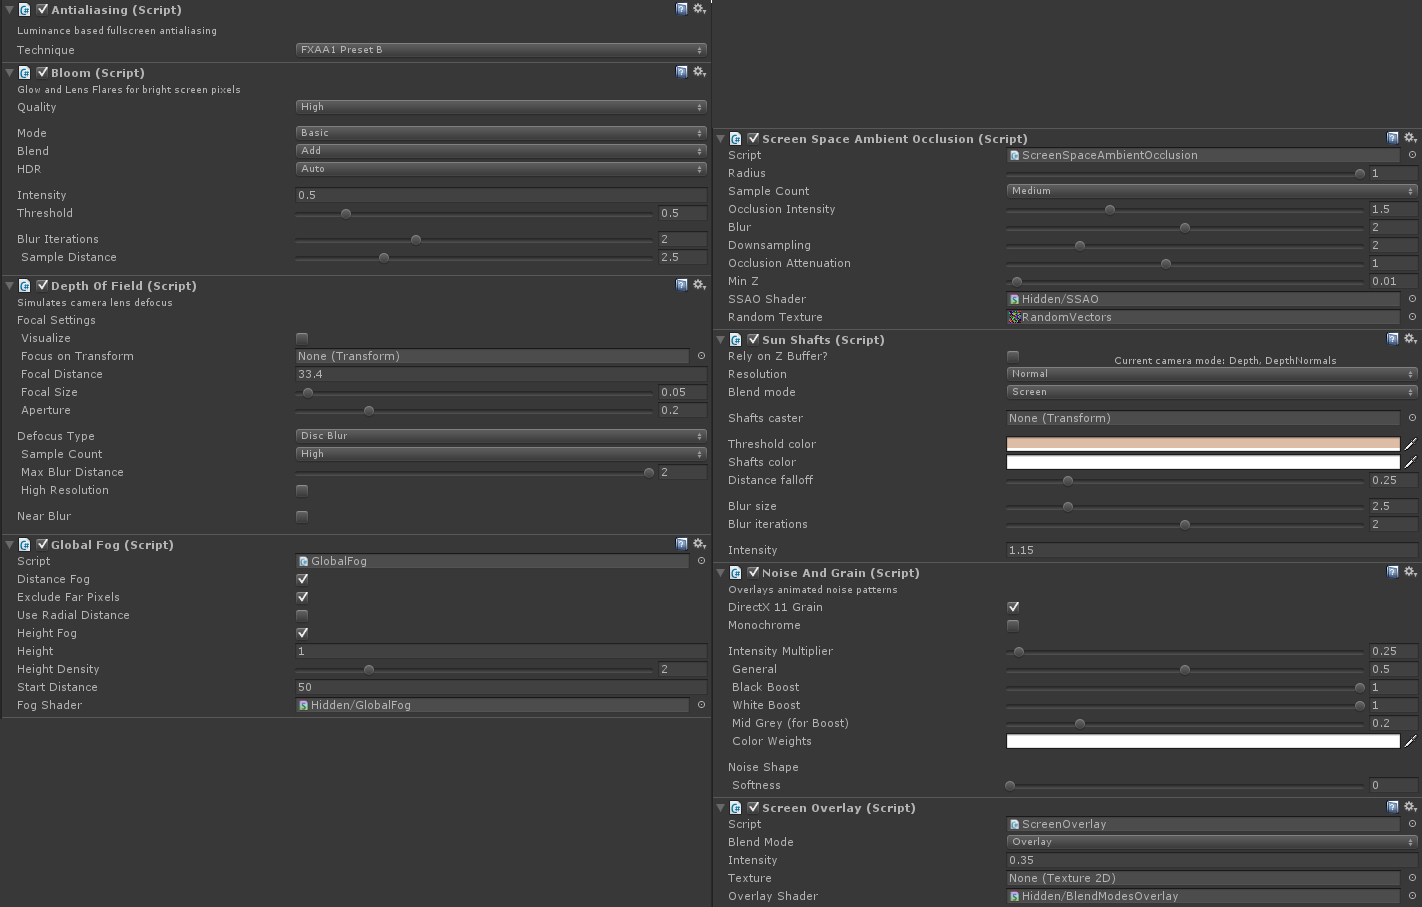 Antialiasing (Script)
Luminance based fullscreen antialiasing
Technique FXAA1 Preset B
Bloom (Script)
Glow and Lens Flares for bright screen pixels
Quality High
Mode Basic
Blend Add
HDR Auto
Intensity 0.5
Threshold 0.5
Blur Iterations 2
Sample Distance 2.5
Depth Of Field (Script)
Simulates camera lens defocus
Focal Settings
Visualize
Focus on Transform None (Transform)
Focal Distance 33.4
Focal Size 0.05
Aperture 0.2
Defocus Type Disc Blur
Sample Count High
Max Blur Distance 2
High Resolution
Near Blur
Global Fog (Script)
Script GlobalFog
Distance Fog
Exclude Far Pixels
Use Radial Distance
Height Fog
Height 1
Height Density 2
Start Distance 50
Fog Shader Hidden/GlobalFog
Screen Space Ambient Occlusion (Script)
Script ScreenSpaceAmbientOcclusion
Radius 1
Sample Count Medium
Occlusion Intensity 1.5
Blur 2
Downsampling 2
Occlusion Attenuation 1
Min Z 0.01
SSAO Shader Hidden/SSAO
Random Texture RandomVectors
Sun Shafts (Script)
Rely on Z Buffer? Current camera mode: Depth, DepthNormals
Resolution Normal
Blend mode Screen
Shafts caster None (Transform)
Threshold color
Shafts color
Distance falloff 0.25
Blur size 2.5
Blur iterations 2
Intensity 1.15
Noise And Grain (Script)
Overlays animated noise patterns
DirectX 11 Grain
Monochrome
Intensity Multiplier 0.25
General 0.5
Black Boost 1
White Boost 1
Mid Grey (for Boost) 0.2
Color Weights
Noise Shape
Softness 0
Screen Overlay (Script)
Script ScreenOverlay
Blend Mode Overlay
Intensity 0.35
Texture None (Texture 2D)
Overlay Shader Hidden/BlendModesOverlay